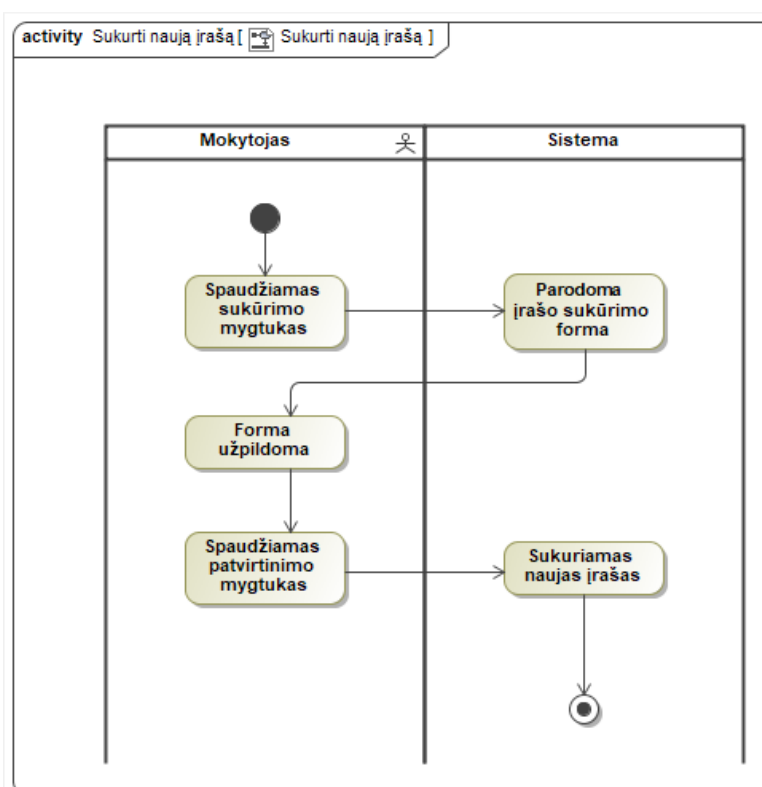 activity Sukurti naują įrašą [ Sukurti naują įrašą ]
Mokytojas
Sistema
Spaudžiamas
sukūrimo
mygtukas
Parodoma
įrašo sukūrimo
forma
Forma
užpildoma
Spaudžiamas
patvirtinimo
mygtukas
Sukuriamas
naujas įrašas